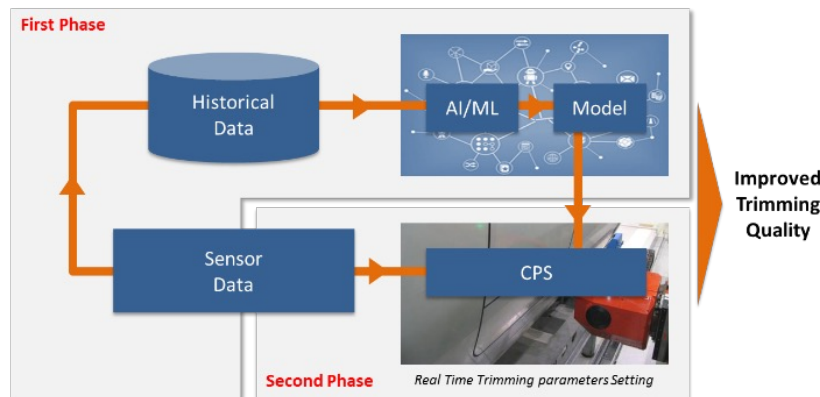 First Phase
Historical
Data
AI/ML
Model
Improved
Trimming
Quality
Sensor
Data
CPS
Second Phase
Real Time Trimming parameters Setting